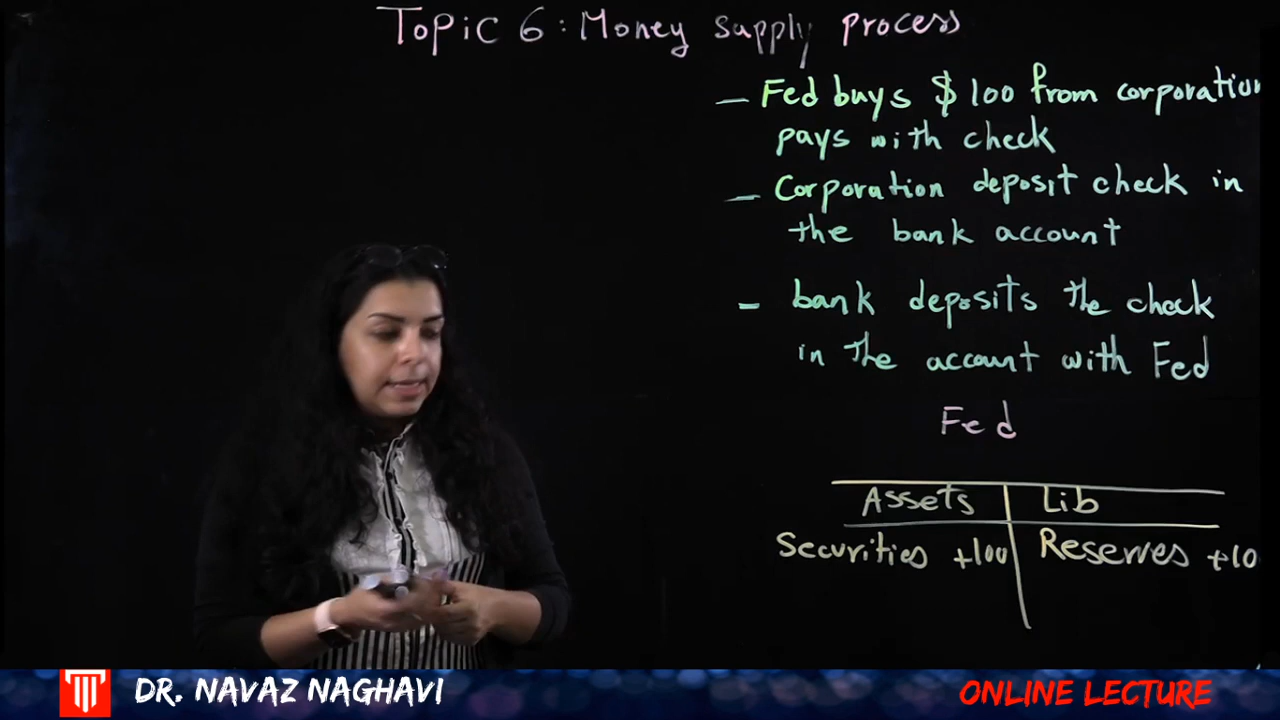 Topic 6: Money supply process
— Fed buys $100 from corporation
pays with check
— Corporation deposit check in
the bank account
- bank deposits the check
in the account with Fed
Fed
Assets Lib
Securities +100 Reserves +10
DR. NAVAZ NAGHAVI ONLINE LECTURE